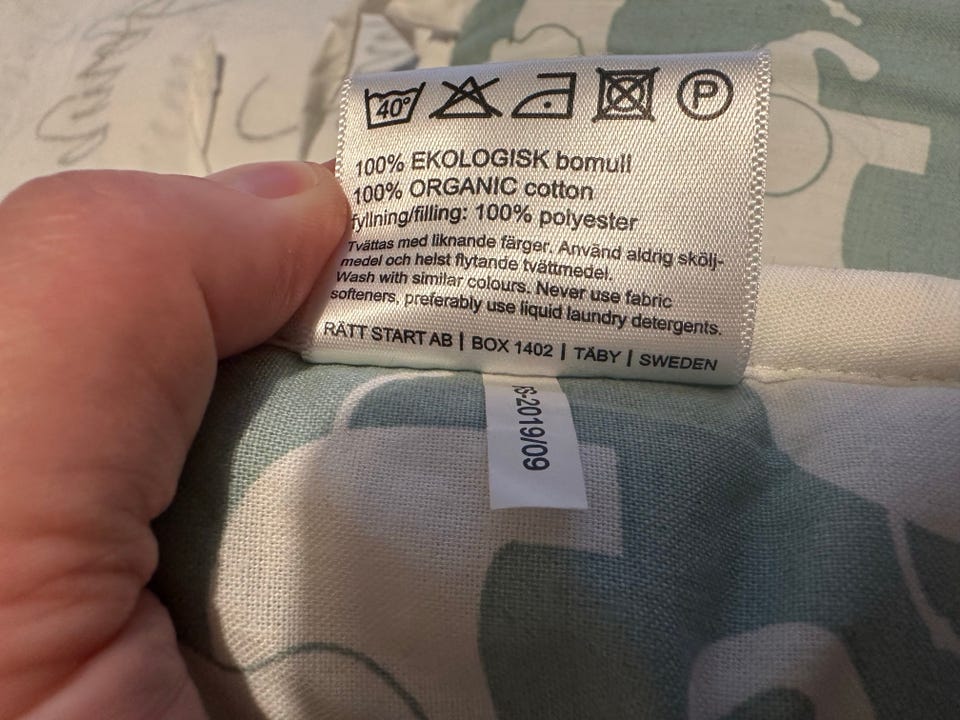 40°
P
100% EKOLOGISK bomull
100% ORGANIC cotton
fyllning/filling: 100% polyester
Tvättas med liknande färger. Använd aldrig skölj-
medel och helst flytande tvättmedel.
Wash with similar colours. Never use fabric
softeners, preferably use liquid laundry detergents.
RÄTT START AB | BOX 1402 | TÄBY | SWEDEN
S-2019/09